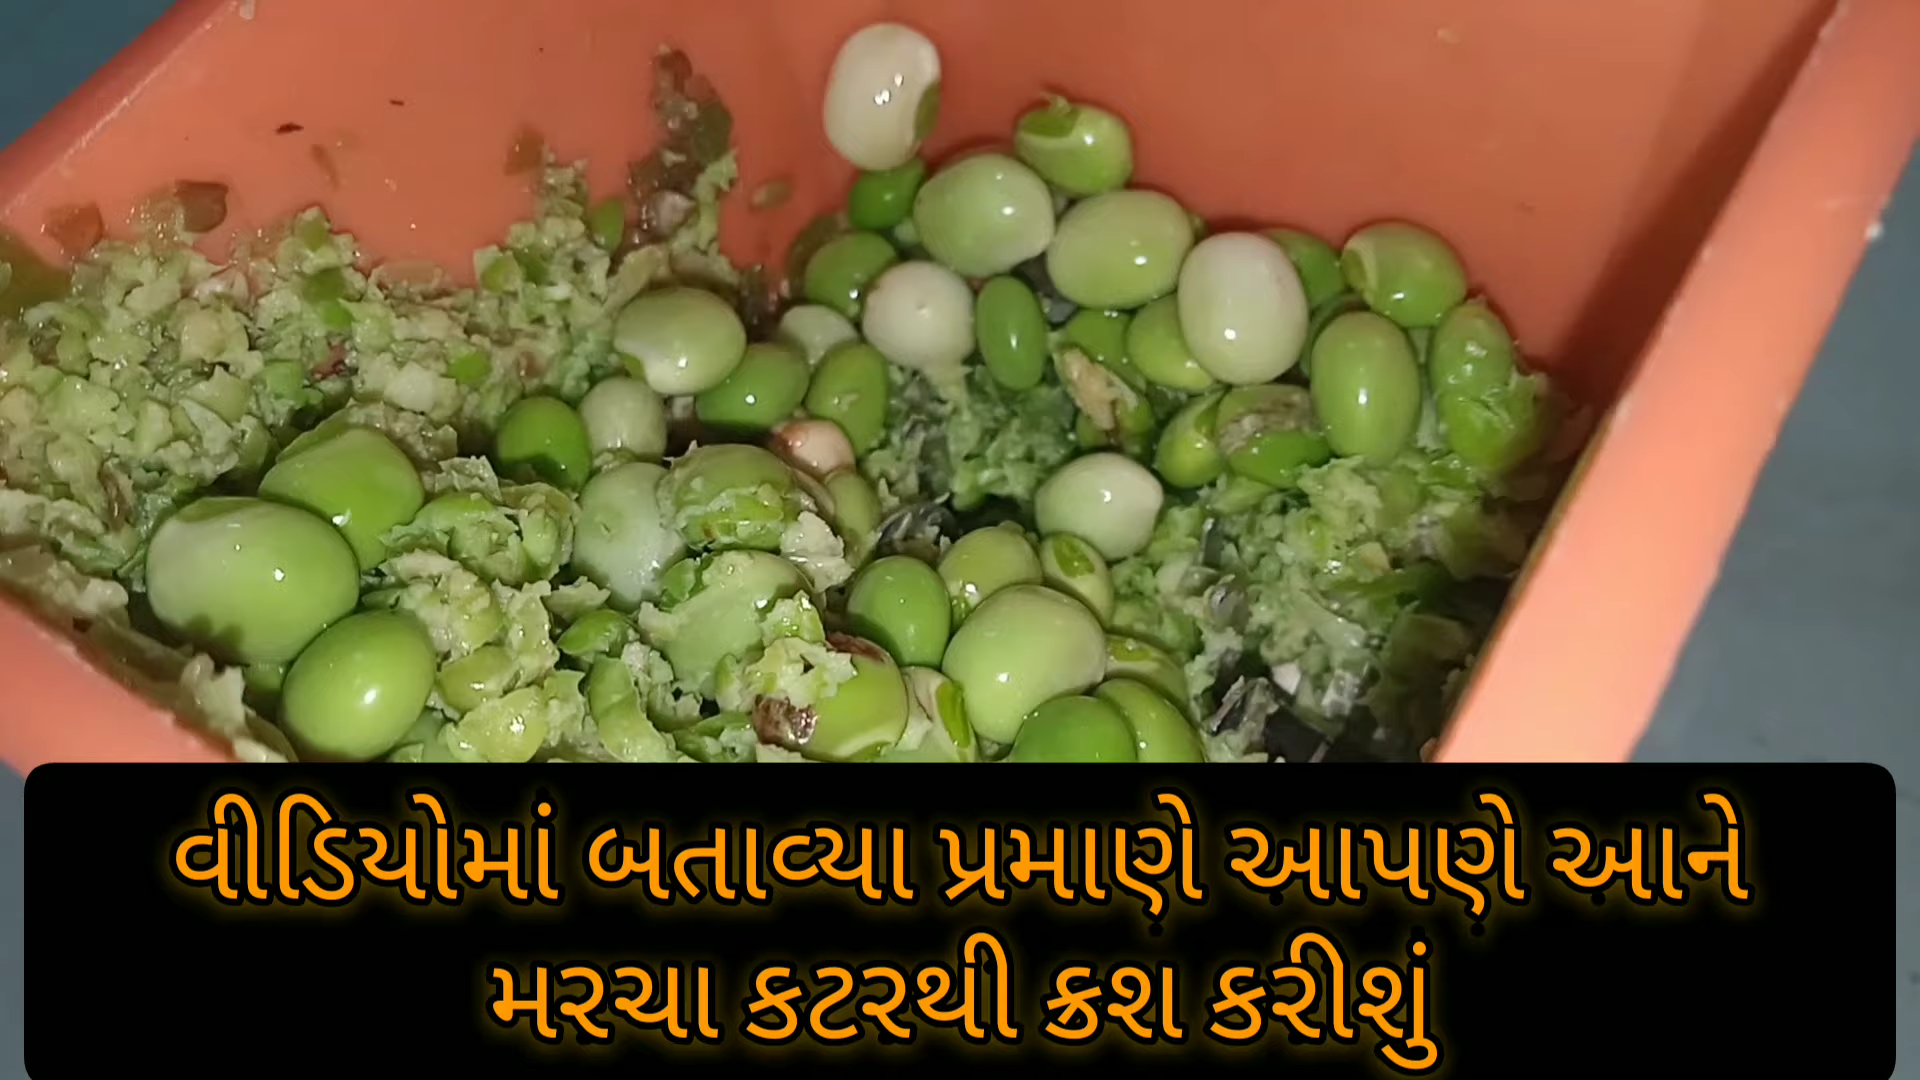 વીડિયોમાં બતાવ્યા પ્રમાણે આપણે આને
મરચા કટરથી ક્રશ કરીશું